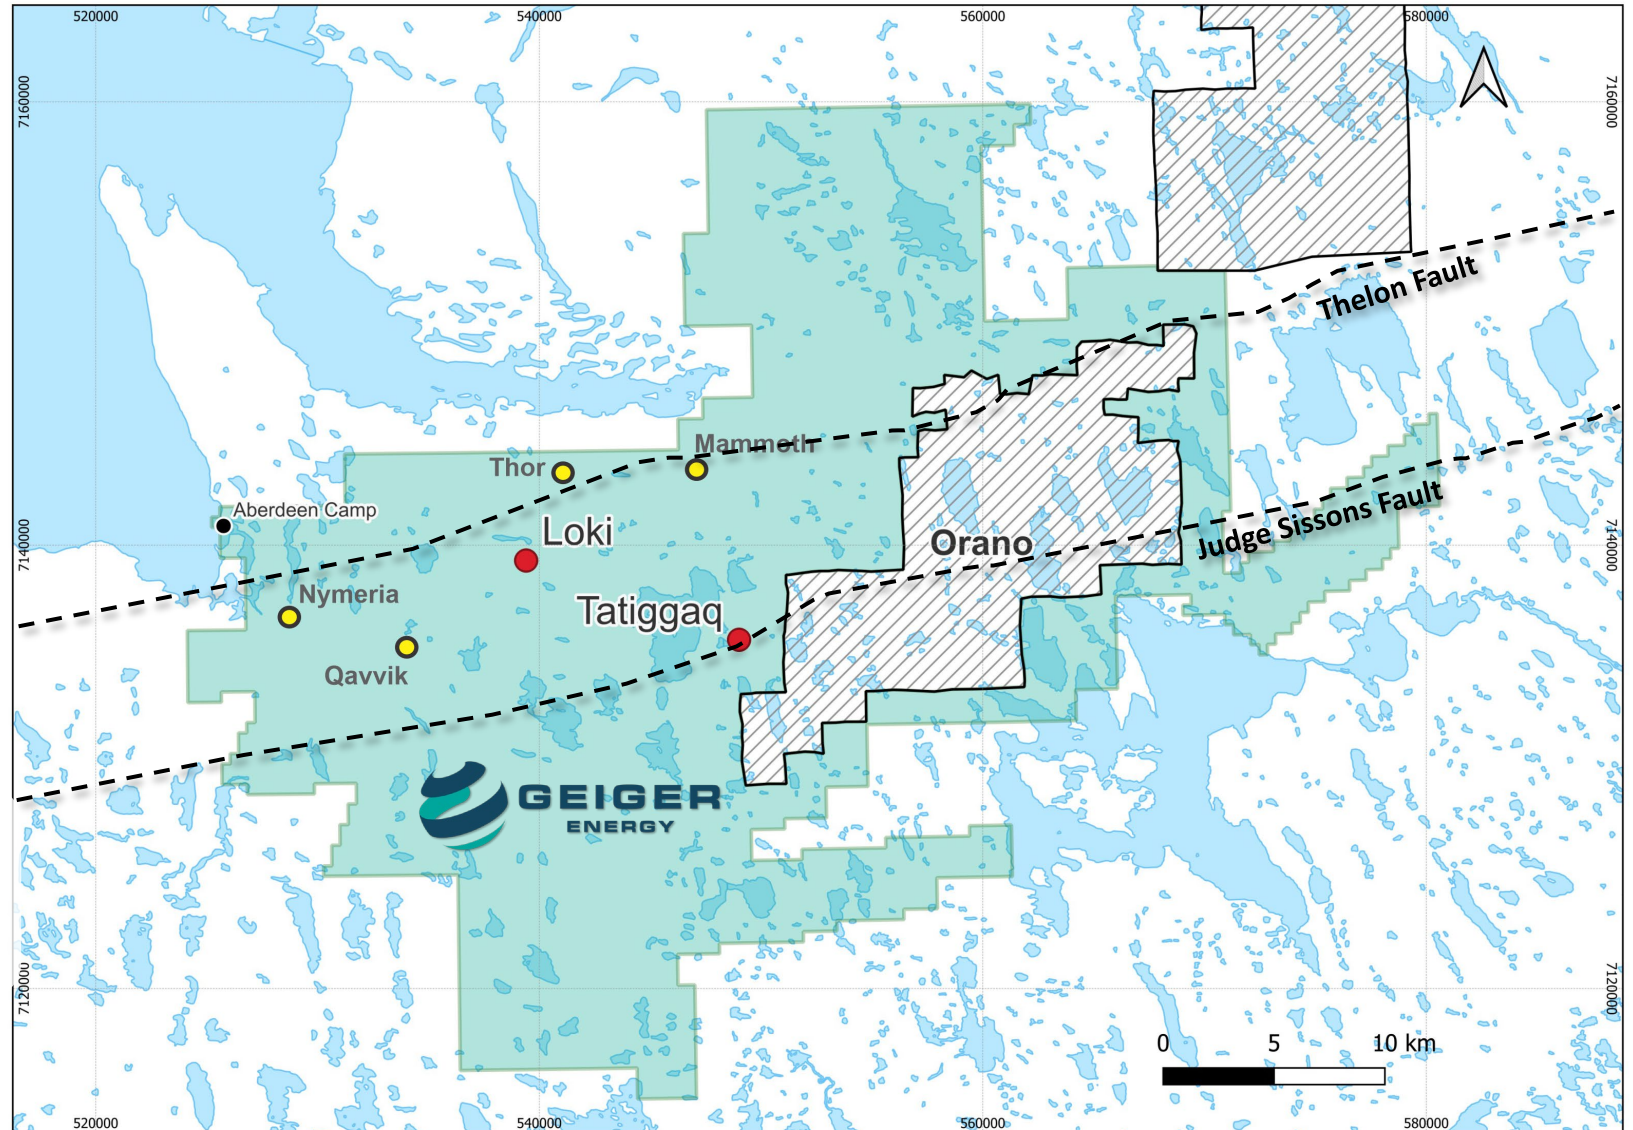 520000
540000
560000
580000
7160000
7160000
Thelon Fault
Mammoth
Thor
Aberdeen Camp
Loki
Orano
Judge Sissons Fault
7140000
7140000
Nymeria
Tatiggaq
Qavvik
GEIGER
ENERGY
7120000
7120000
0 5 10 km
520000
540000
560000
580000